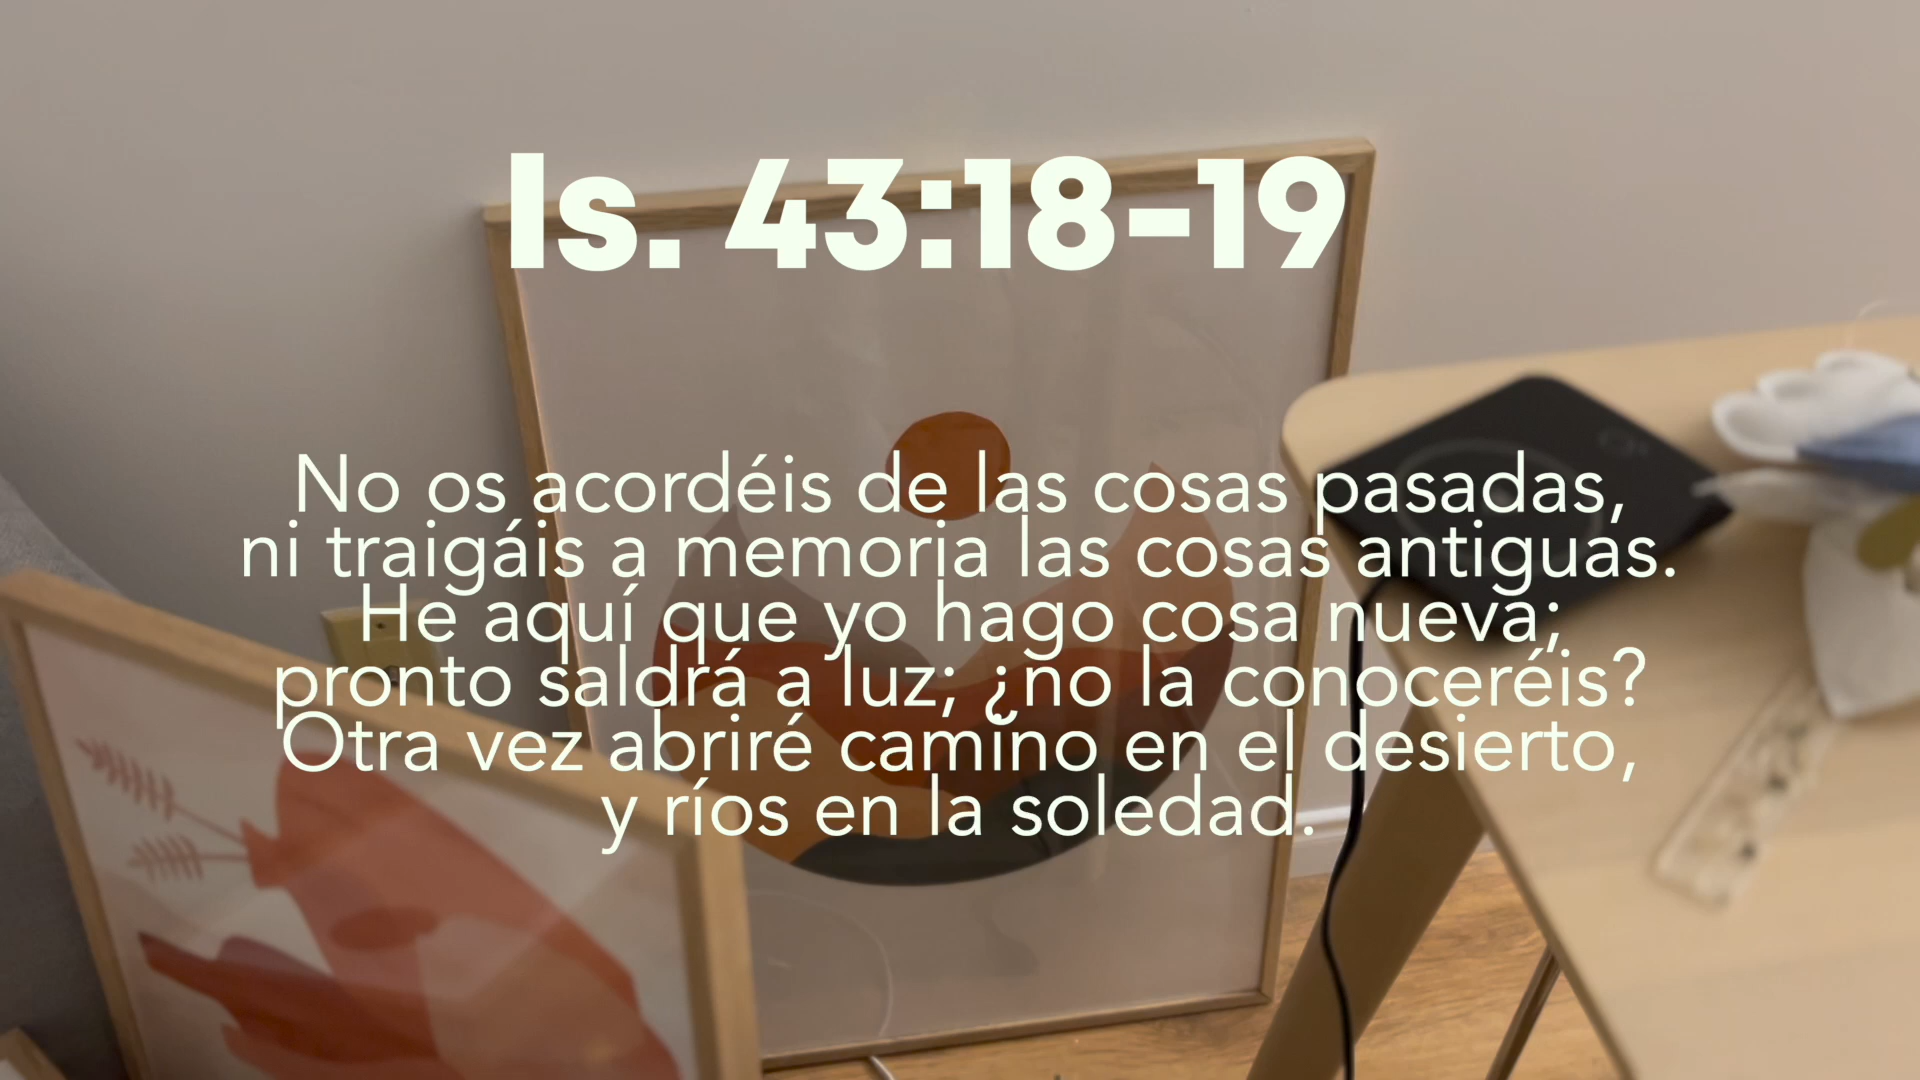 Is. 43:18-19
No os acordéis de las cosas pasadas,
ni traigáis a memoria las cosas antiguas.
He aquí que yo hago cosa nueva;
pronto saldrá a luz; ¿no la conoceréis?
Otra vez abriré camino en el desierto,
y ríos en la soledad.